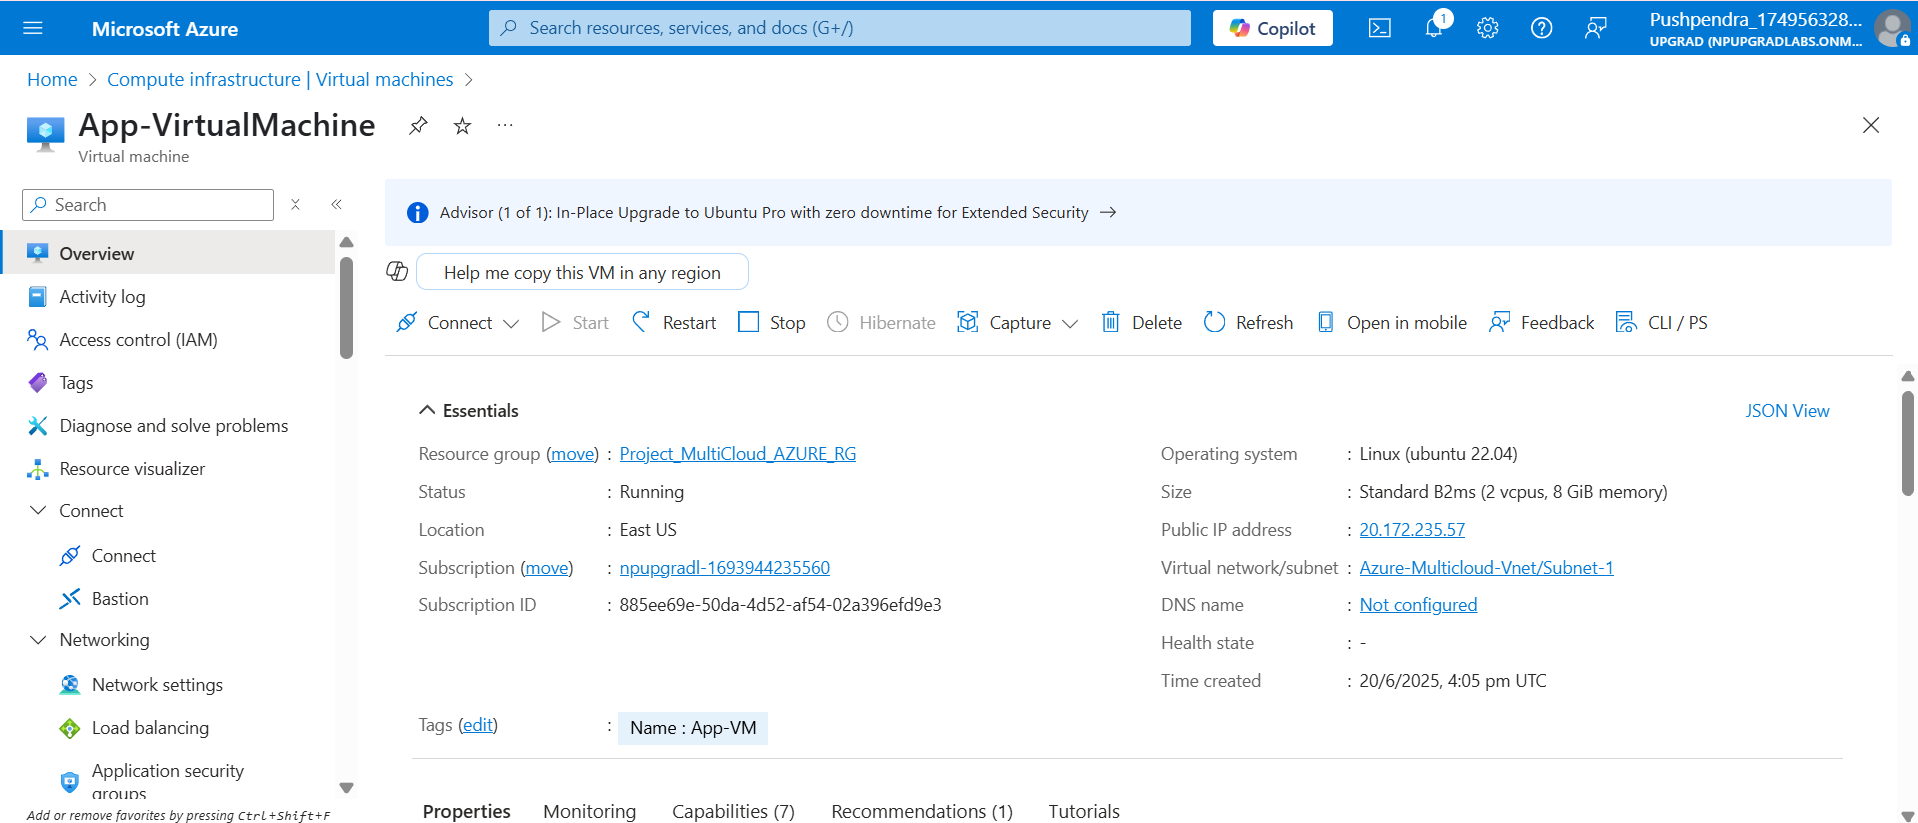 Microsoft Azure
Search resources, services, and docs (G+/)
Copilot
1
Pushpendra_174956328...
UPGRAD (NPUPGRADLABS.ONM...
Home > Compute infrastructure | Virtual machines >
App-VirtualMachine
Virtual machine
Search
Overview
Activity log
Access control (IAM)
Tags
Diagnose and solve problems
Resource visualizer
Connect
Connect
Bastion
Networking
Network settings
Load balancing
Application security
groups
Add or remove favorites by pressing Ctrl+Shift+F
Advisor (1 of 1): In-Place Upgrade to Ubuntu Pro with zero downtime for Extended Security →
Help me copy this VM in any region
Connect Start Restart Stop Hibernate Capture Delete Refresh Open in mobile Feedback CLI / PS
Essentials
JSON View
Resource group (move) : Project_MultiCloud_AZURE_RG
Status : Running
Location : East US
Subscription (move) : npupgradl-1693944235560
Subscription ID : 885ee69e-50da-4d52-af54-02a396efd9e3
Operating system : Linux (ubuntu 22.04)
Size : Standard B2ms (2 vcpus, 8 GiB memory)
Public IP address : 20.172.235.57
Virtual network/subnet : Azure-Multicloud-Vnet/Subnet-1
DNS name : Not configured
Health state : -
Time created : 20/6/2025, 4:05 pm UTC
Tags (edit) : Name : App-VM
Properties Monitoring Capabilities (7) Recommendations (1) Tutorials